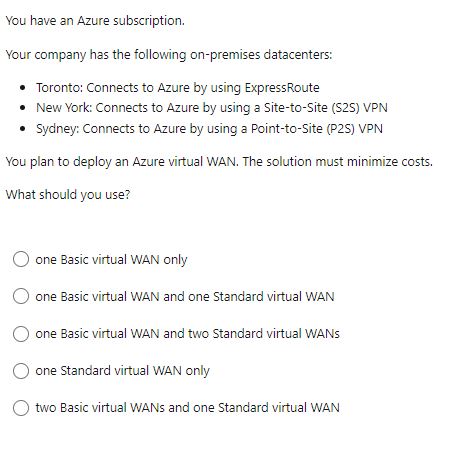 You have an Azure subscription.
Your company has the following on-premises datacenters:
• Toronto: Connects to Azure by using ExpressRoute
• New York: Connects to Azure by using a Site-to-Site (S2S) VPN
• Sydney: Connects to Azure by using a Point-to-Site (P2S) VPN
You plan to deploy an Azure virtual WAN. The solution must minimize costs.
What should you use?
one Basic virtual WAN only
one Basic virtual WAN and one Standard virtual WAN
one Basic virtual WAN and two Standard virtual WANs
one Standard virtual WAN only
two Basic virtual WANs and one Standard virtual WAN